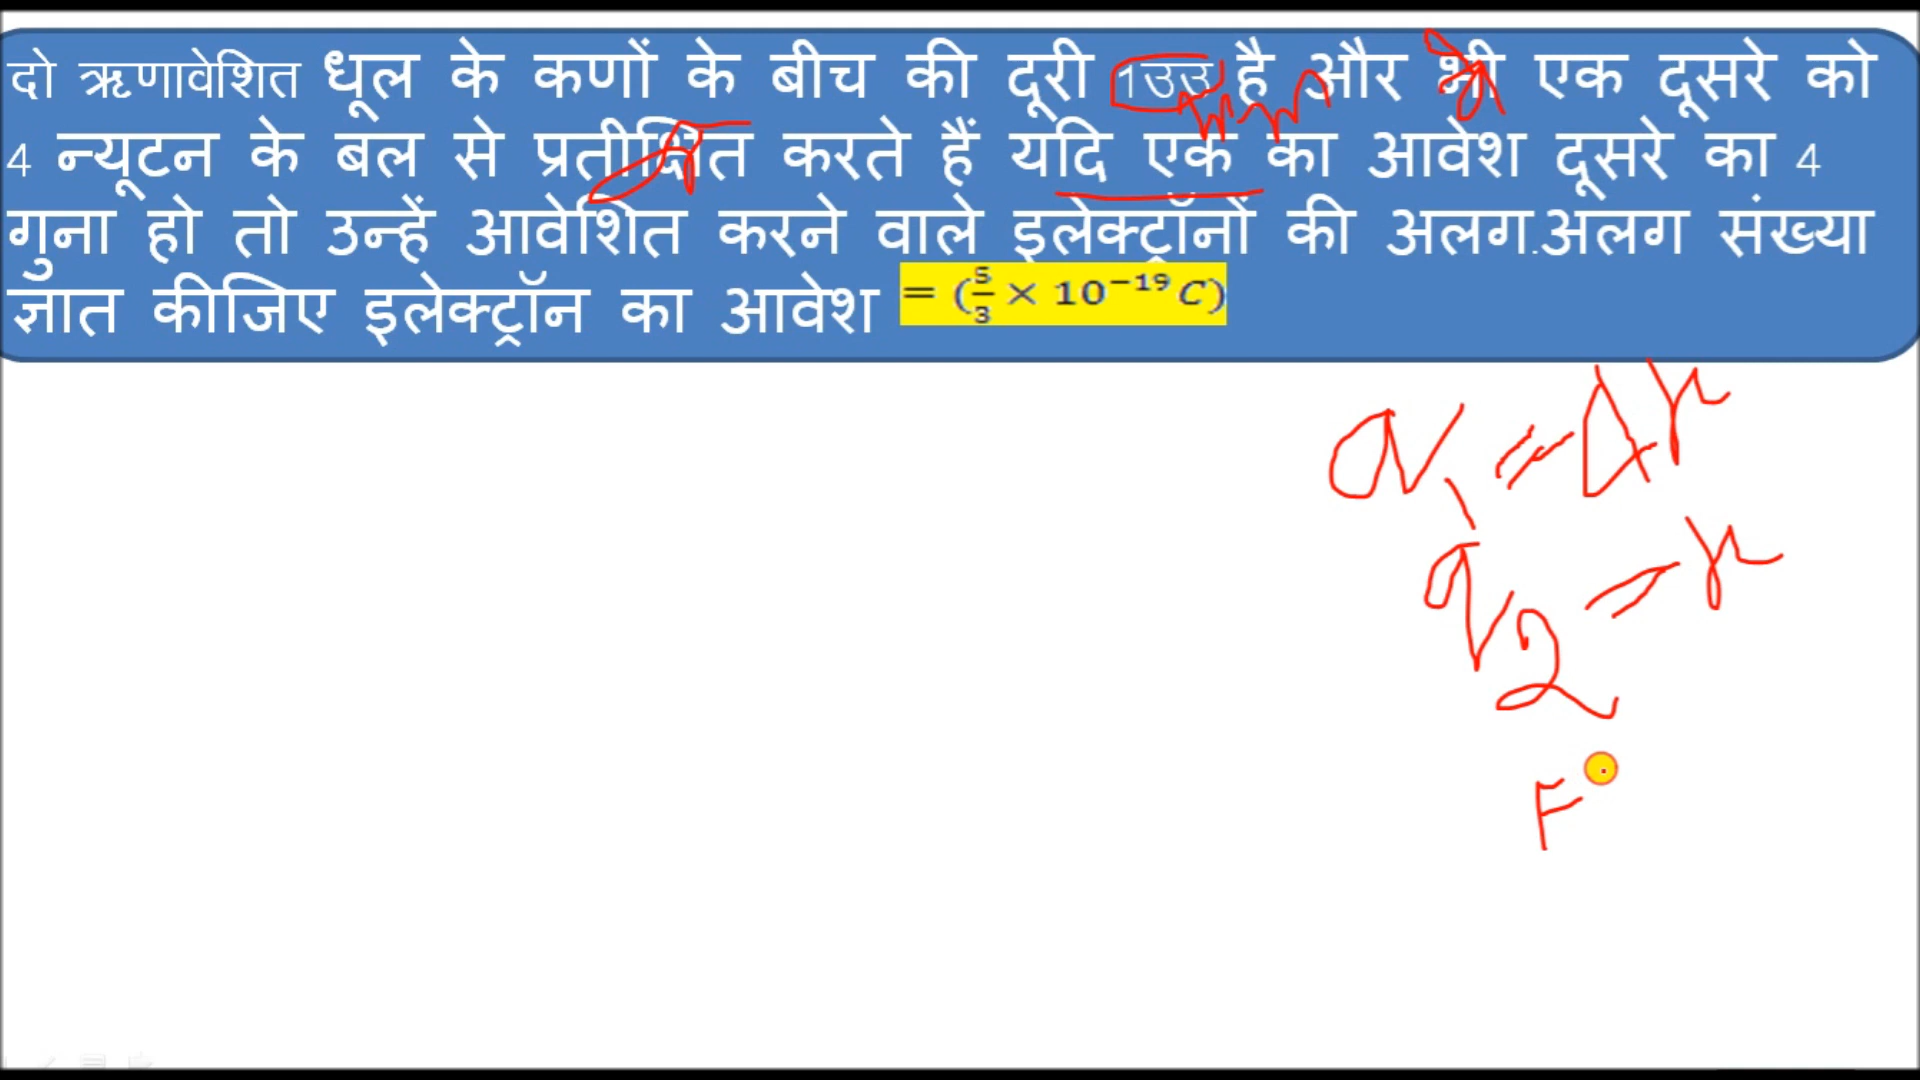 दो ऋणावेशित धूल के कणों के बीच की दूरी 1उउ है और भी एक दूसरे को
mm वे
4 न्यूटन के बल से प्रतीक्षित करते हैं यदि एक का आवेश दूसरे का 4
गुना हो तो उन्हें आवेशित करने वाले इलेक्ट्रॉनों की अलग.अलग संख्या
ज्ञात कीजिए इलेक्ट्रॉन का आवेश = (5/3 × 10⁻¹⁹ C)
q₁ = 4x
q₂ = x
F